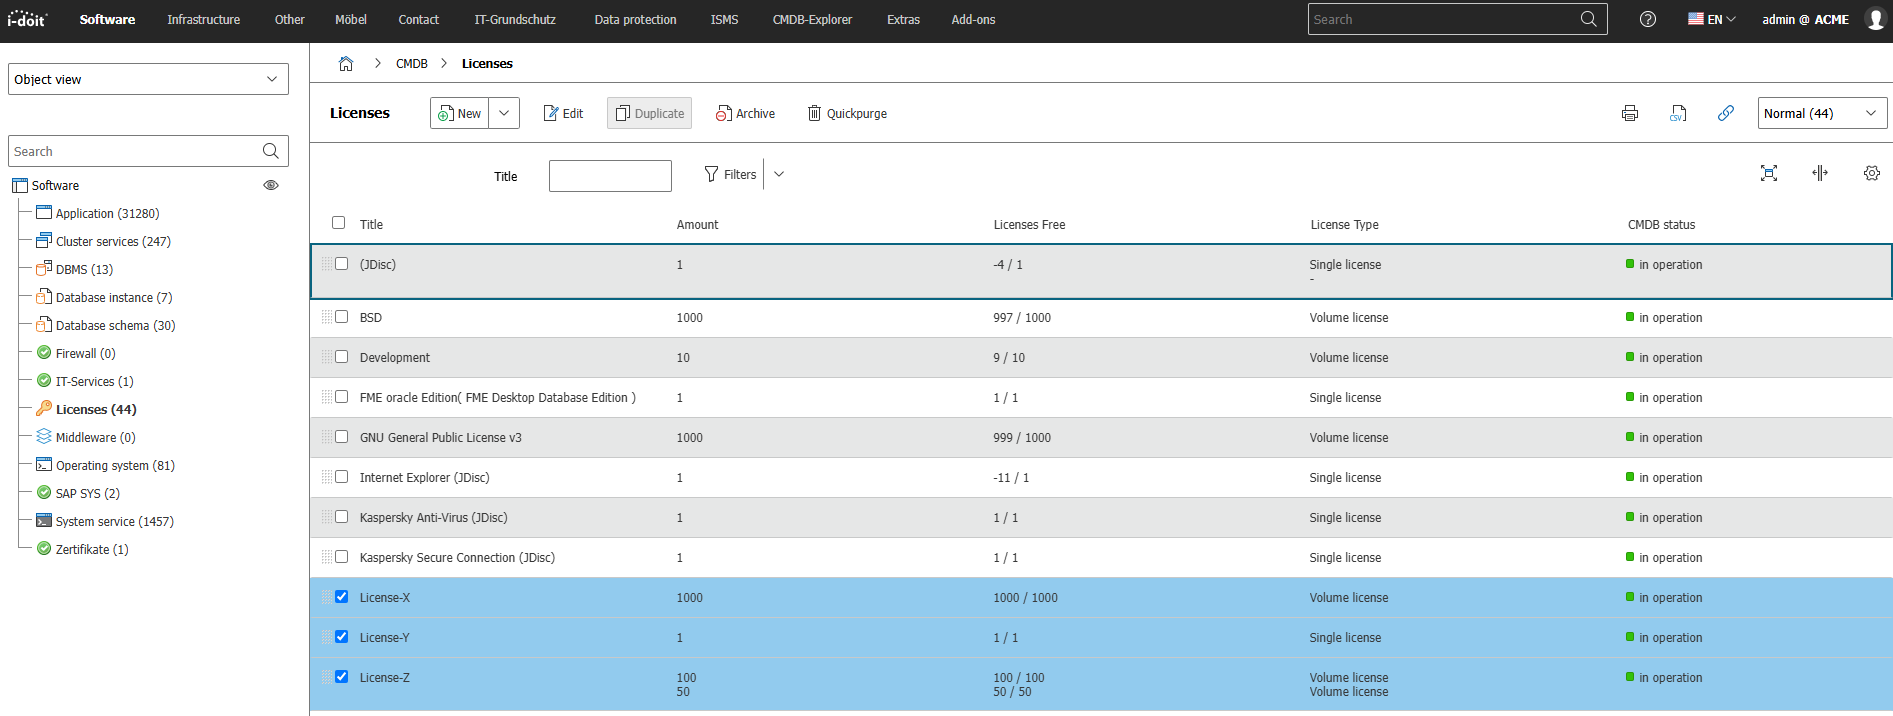 i-doit Software Infrastructure Other Möbel Contact IT-Grundschutz Data protection ISMS CMDB-Explorer Extras Add-ons Search EN admin @ ACME
Object view
Search
Software
Application (31280)
Cluster services (247)
DBMS (13)
Database instance (7)
Database schema (30)
Firewall (0)
IT-Services (1)
Licenses (44)
Middleware (0)
Operating system (81)
SAP SYS (2)
System service (1457)
Zertifikate (1)
CMDB Licenses
Licenses New Edit Duplicate Archive Quickpurge CSV Normal (44)
Title Filters
Title Amount Licenses Free License Type CMDB status
(JDisc) 1 -4 / 1 Single license in operation
-
BSD 1000 997 / 1000 Volume license in operation
Development 10 9 / 10 Volume license in operation
FME oracle Edition( FME Desktop Database Edition ) 1 1 / 1 Single license in operation
GNU General Public License v3 1000 999 / 1000 Volume license in operation
Internet Explorer (JDisc) 1 -11 / 1 Single license in operation
Kaspersky Anti-Virus (JDisc) 1 1 / 1 Single license in operation
Kaspersky Secure Connection (JDisc) 1 1 / 1 Single license in operation
License-X 1000 1000 / 1000 Volume license in operation
License-Y 1 1 / 1 Single license in operation
License-Z 100 100 / 100 Volume license in operation
50 50 / 50 Volume license